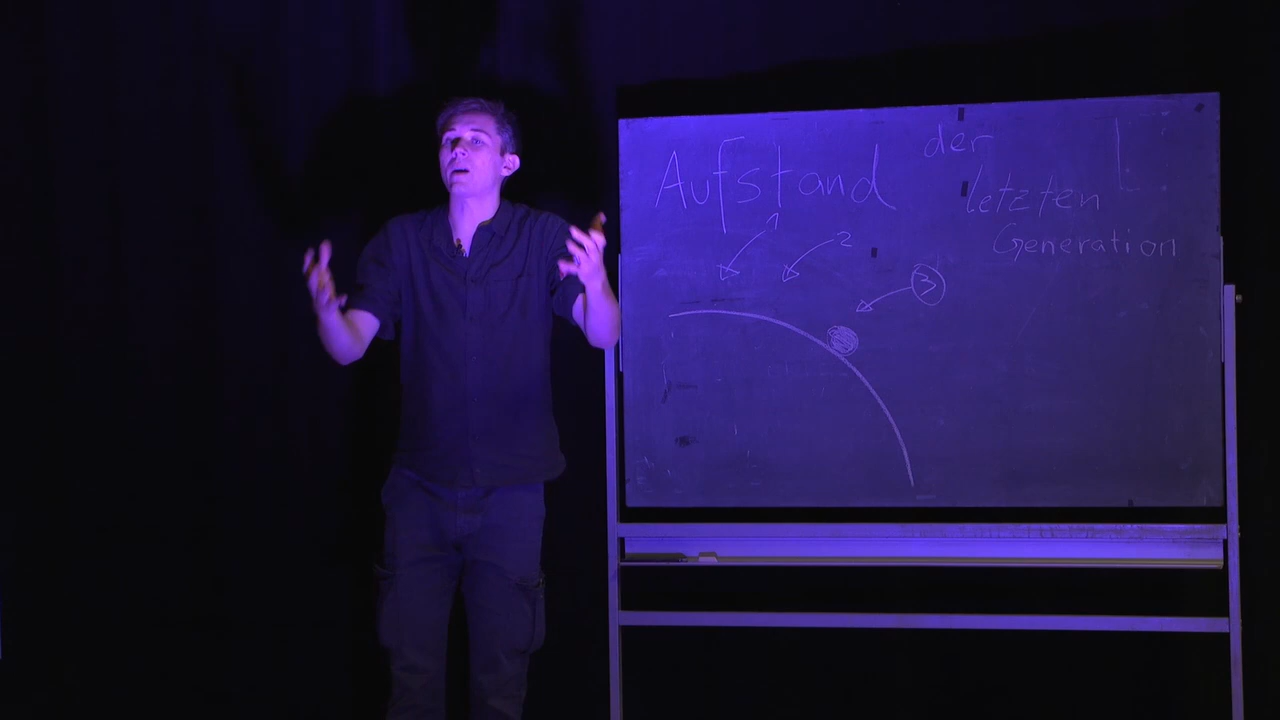 Aufstand der
letzten
Generation
1
2
3